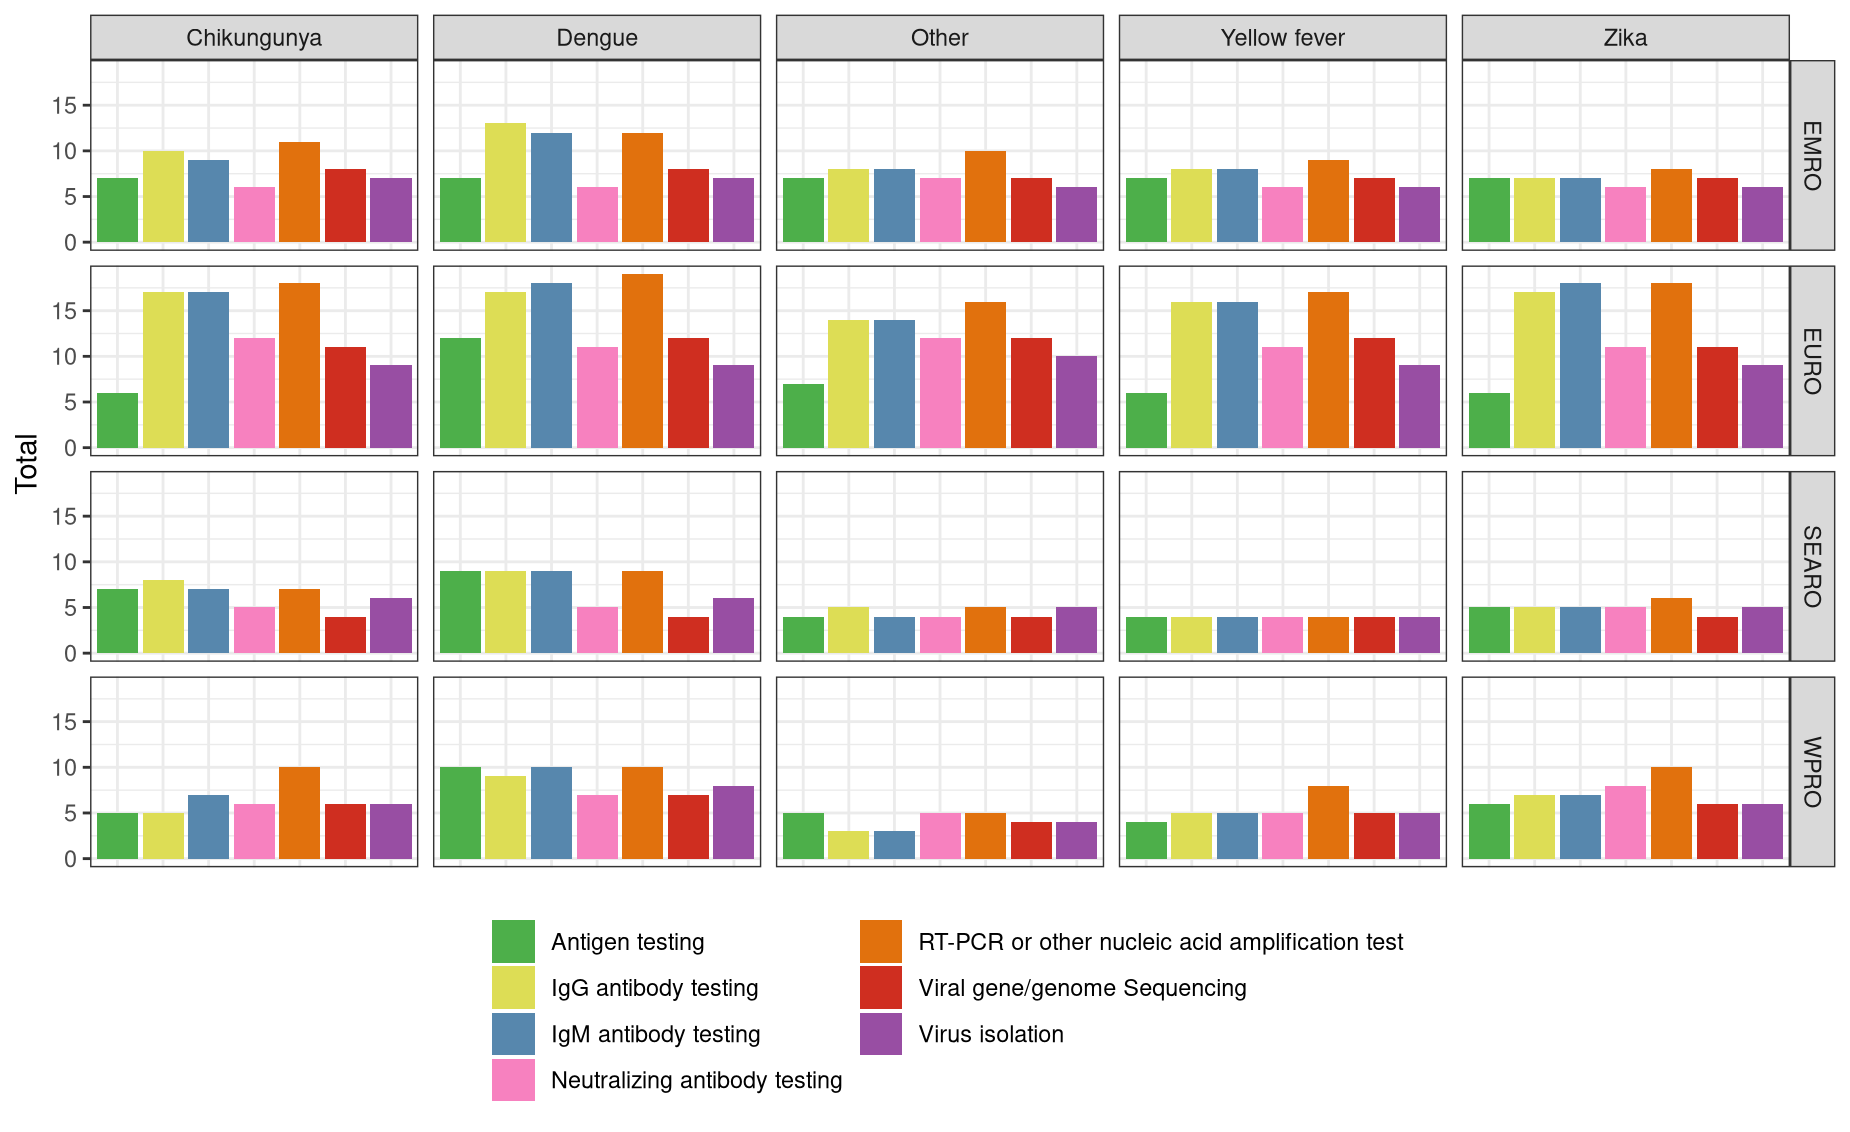 Chikungunya Dengue Other Yellow fever Zika
15
10
5
0
EMRO
15
10
5
0
EURO
Total
15
10
5
0
SEARO
15
10
5
0
WPRO
Antigen testing
IgG antibody testing
IgM antibody testing
Neutralizing antibody testing
RT-PCR or other nucleic acid amplification test
Viral gene/genome Sequencing
Virus isolation